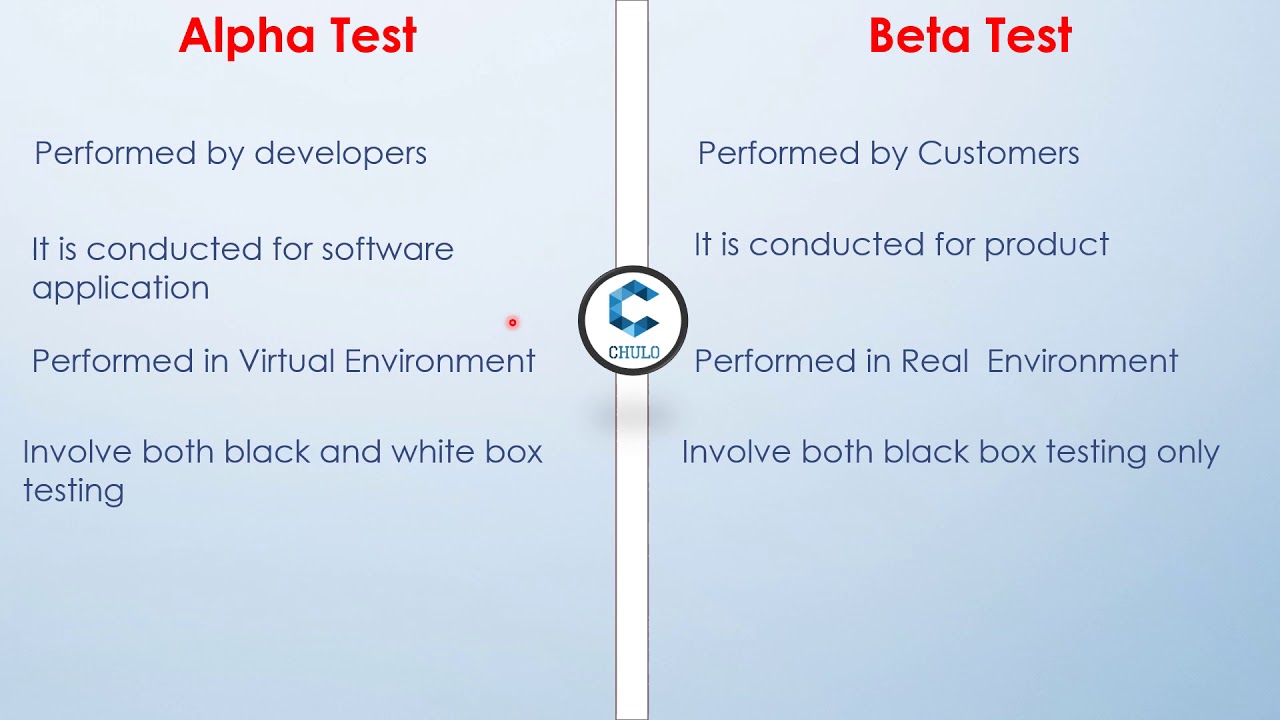 Alpha Test
Performed by developers
It is conducted for software
application
Performed in Virtual Environment
Involve both black and white box
testing
CHULO
Beta Test
Performed by Customers
It is conducted for product
Performed in Real  Environment
Involve both black box testing only